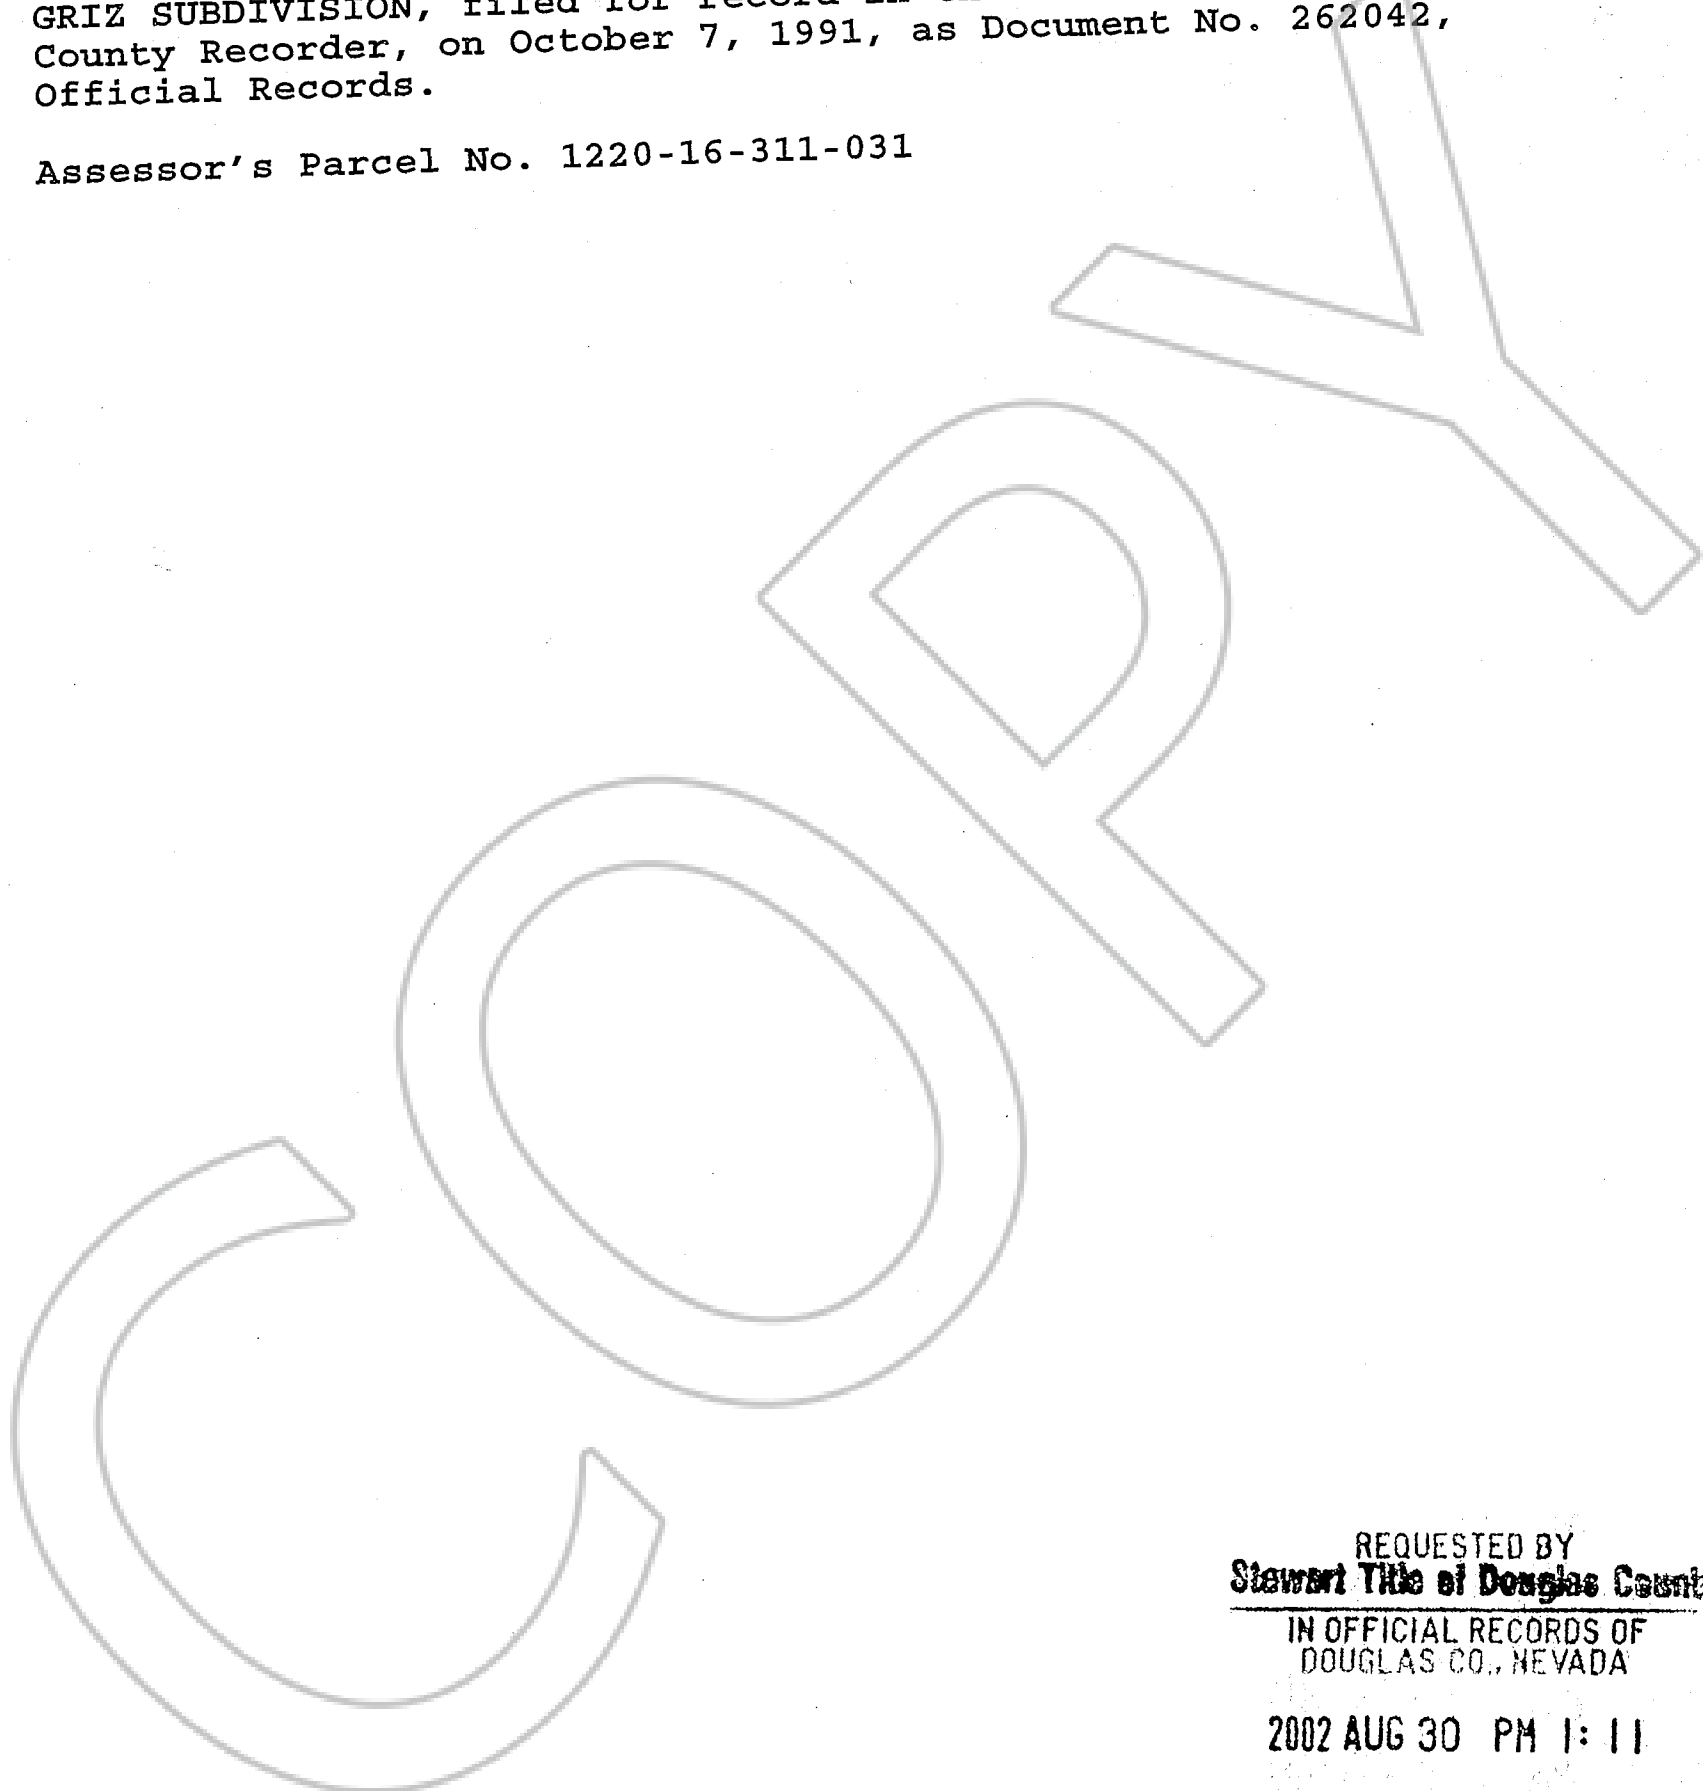 GRIZ SUBDIVISION, filed for record in
County Recorder, on October 7, 1991, as Document No. 262042,
Official Records.
Assessor's Parcel No. 1220-16-311-031
COPY
REQUESTED BY
Stewart Title of Douglas Count
IN OFFICIAL RECORDS OF
DOUGLAS CO., NEVADA
2002 AUG 30 PM 1:11